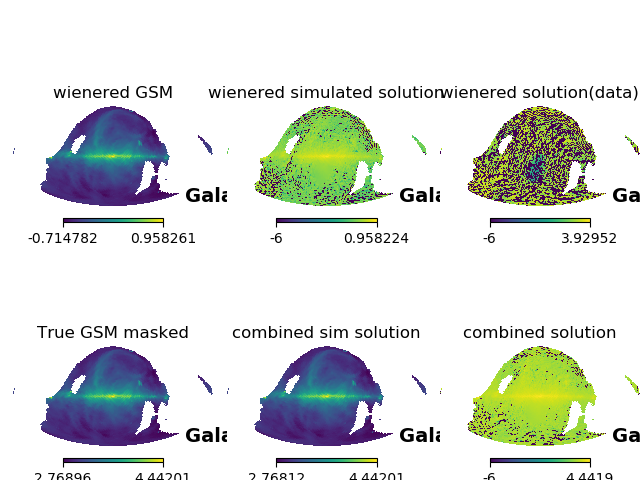 wienered GSM wienered simulated solution wienered solution(data)
Gala Gala Ga
-0.714782 0.958261 -6 0.958224 -6 3.92952
True GSM masked combined sim solution combined solution
Gala Gala Ga
2.76896 4.44201 2.76812 4.44201 -6 4.4419